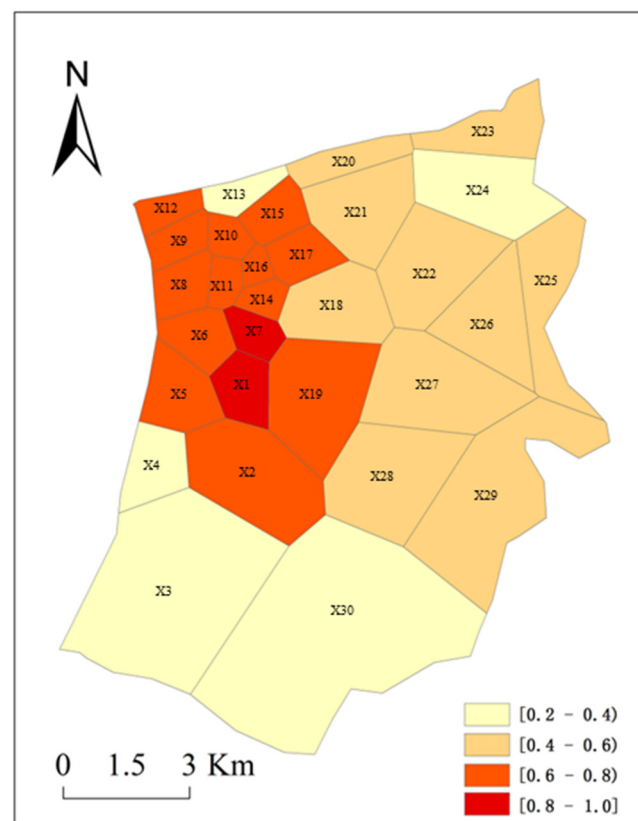 N
X23
X20
X24
X13
X12
X15
X21
X10
X9
X17
X16
X22
X25
X8
X11
X14
X18
X26
X7
X6
X1
X27
X5
X19
X4
X2
X28
X29
X3
X30
[0.2 - 0.4)
[0.4 - 0.6)
0 1.5 3 Km
[0.6 - 0.8)
[0.8 - 1.0]